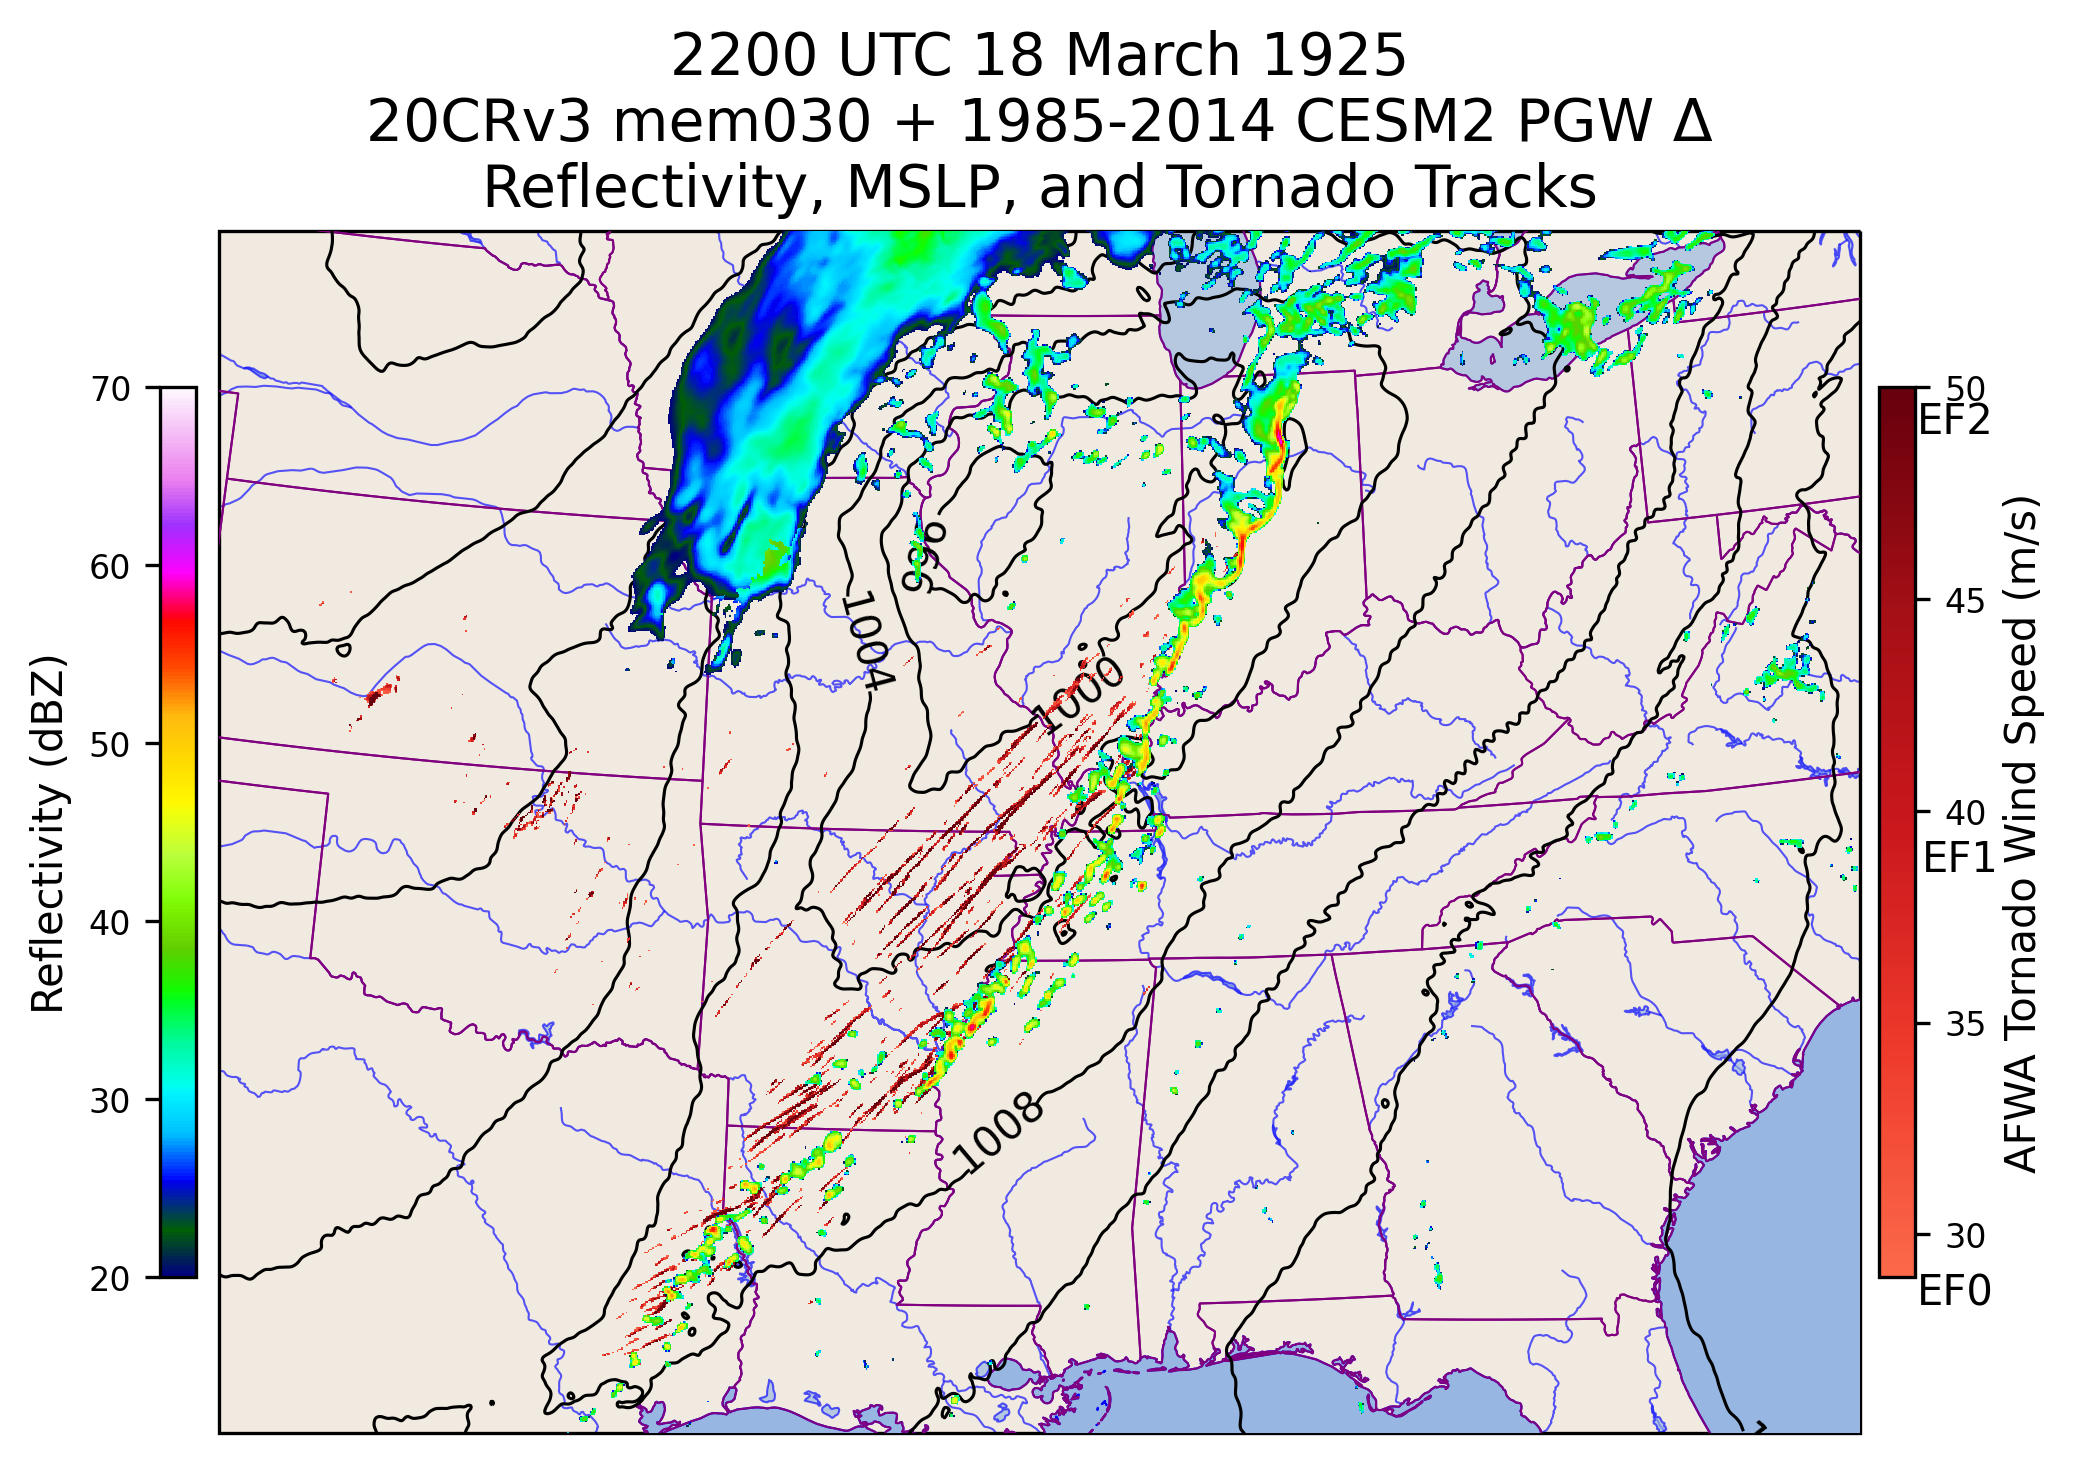 2200 UTC 18 March 1925
20CRv3 mem030 + 1985-2014 CESM2 PGW Δ
Reflectivity, MSLP, and Tornado Tracks
Reflectivity (dBZ)
70
60
50
40
30
20
996
1004
1000
1008
50
EF2
45
40
EF1
35
30
EF0
AFWA Tornado Wind Speed (m/s)